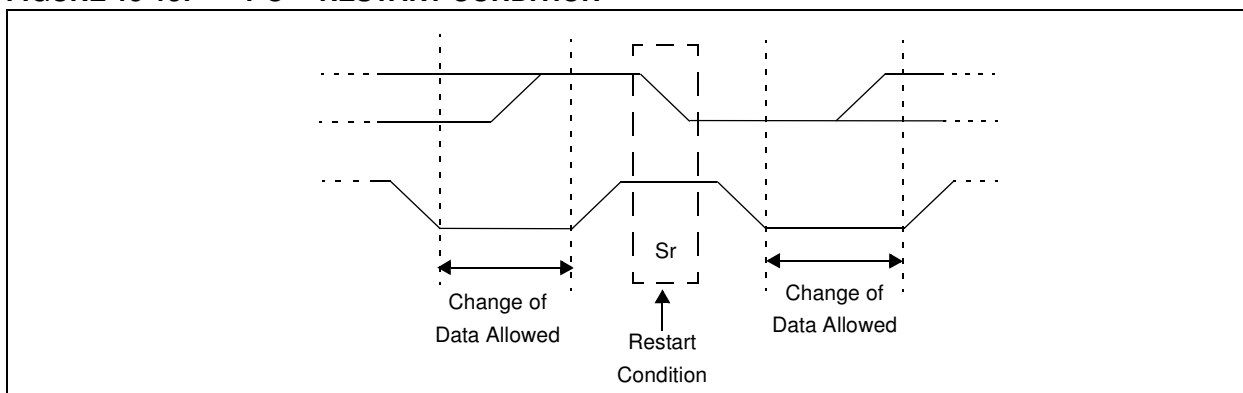 Sr
Change of
Data Allowed
Restart
Condition
Change of
Data Allowed